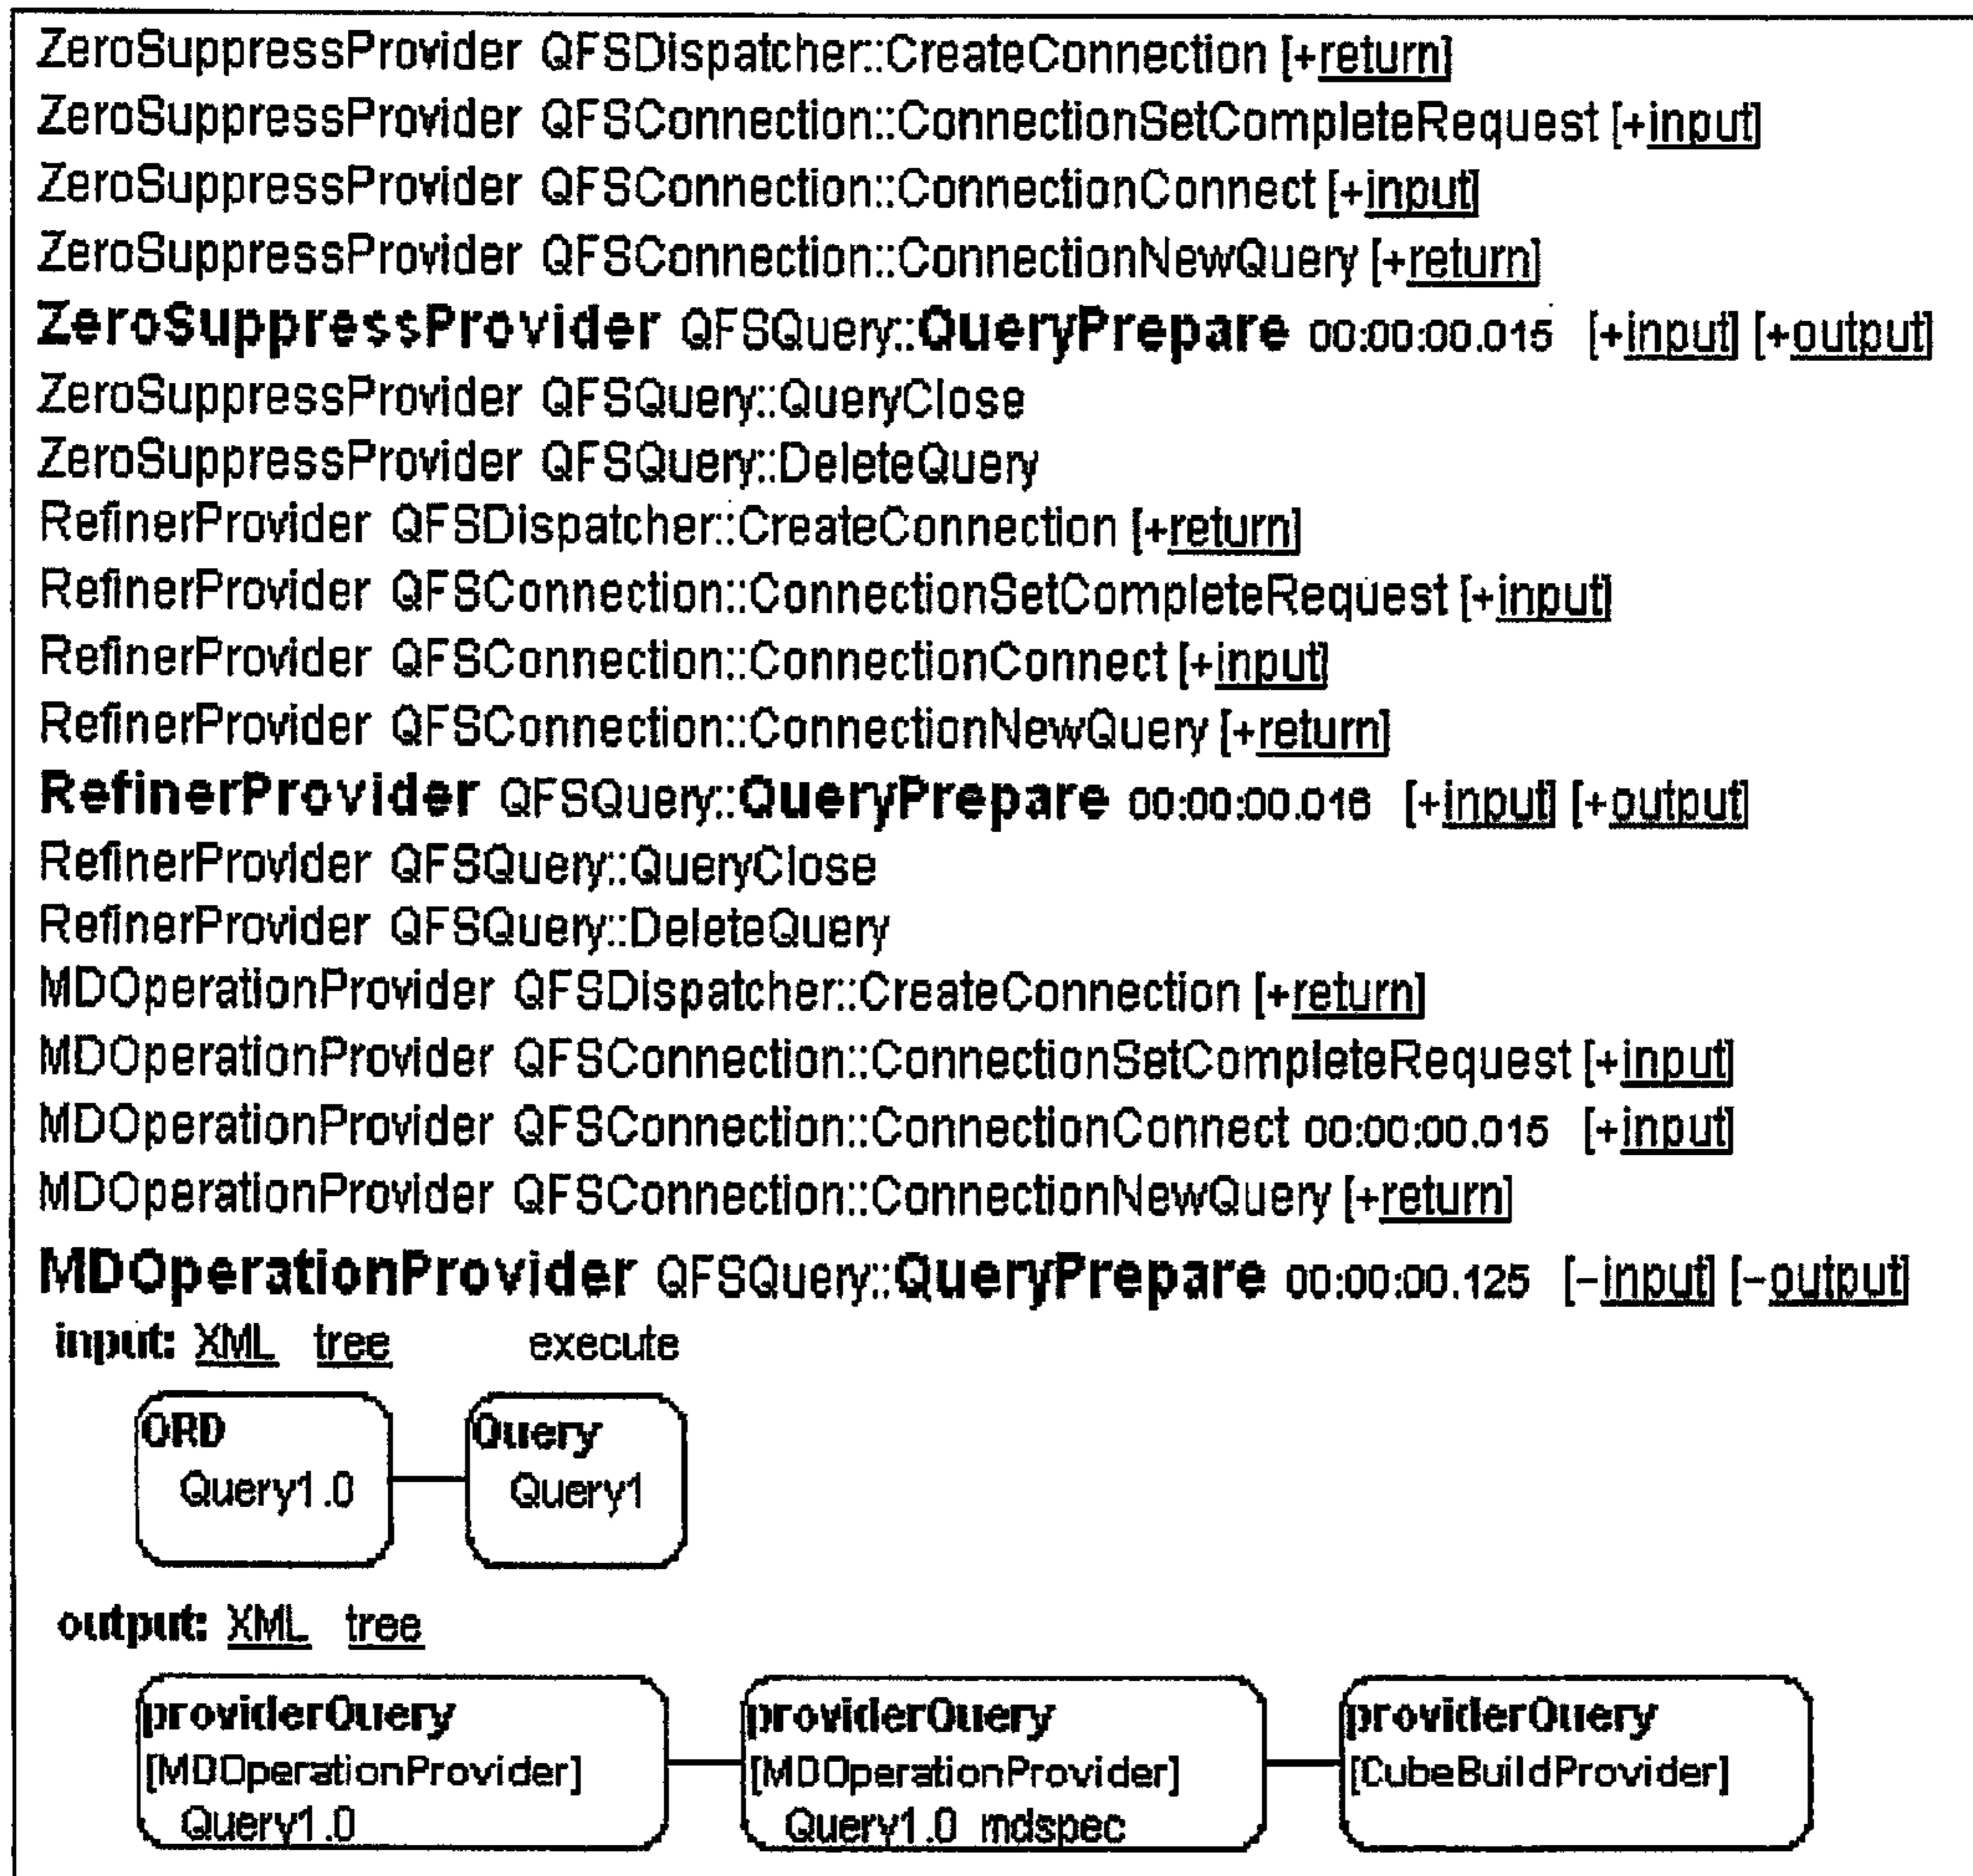 ZeroSuppressProvider QFSDispatcher::CreateConnection [+return]
ZeroSuppressProvider QFSConnection::ConnectionSetCompleteRequest [+input]
ZeroSuppressProvider QFSConnection::ConnectionConnect [+input]
ZeroSuppressProvider QFSConnection::ConnectionNewQuery [+return]
ZeroSuppressProvider QFSQuery::QueryPrepare 00:00:00.015 [+input] [+output]
ZeroSuppressProvider QFSQuery::QueryClose
ZeroSuppressProvider QFSQuery::DeleteQuery
RefinerProvider QFSDispatcher::CreateConnection [+return]
RefinerProvider QFSConnection::ConnectionSetCompleteRequest [+input]
RefinerProvider QFSConnection::ConnectionConnect [+input]
RefinerProvider QFSConnection::ConnectionNewQuery [+return]
RefinerProvider QFSQuery::QueryPrepare 00:00:00.016 [+input] [+output]
RefinerProvider QFSQuery::QueryClose
RefinerProvider QFSQuery::DeleteQuery
MDOperationProvider QFSDispatcher::CreateConnection [+return]
MDOperationProvider QFSConnection::ConnectionSetCompleteRequest [+input]
MDOperationProvider QFSConnection::ConnectionConnect 00:00:00.015 [+input]
MDOperationProvider QFSConnection::ConnectionNewQuery [+return]
MDOperationProvider QFSQuery::QueryPrepare 00:00:00.125 [-input] [-output]
input: XML tree execute
QRD Query
Query1.0 Query1
output: XML tree
providerQuery providerQuery providerQuery
[MDOperationProvider] [MDOperationProvider] [CubeBuildProvider]
Query1.0 Query1.0 mdspec